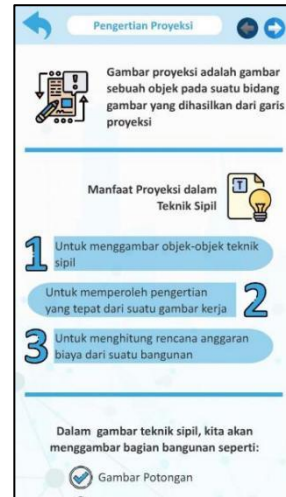 Pengertian Proyeksi
Gambar proyeksi adalah gambar
sebuah objek pada suatu bidang
gambar yang dihasilkan dari garis
proyeksi
Manfaat Proyeksi dalam
Teknik Sipil
1
Untuk menggambar objek-objek teknik
sipil
Untuk memperoleh pengertian
yang tepat dari suatu gambar kerja
2
3
Untuk menghitung rencana anggaran
biaya dari suatu bangunan
Dalam gambar teknik sipil, kita akan
menggambar bagian bangunan seperti:
Gambar Potongan